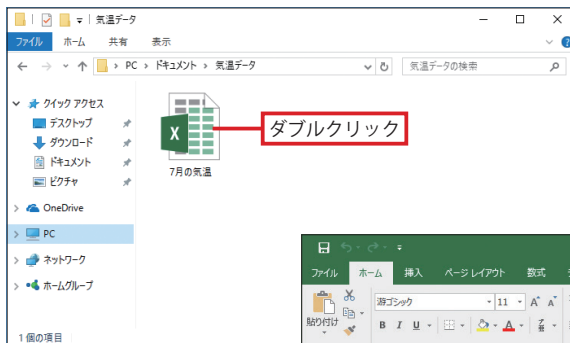 気温データ
ファイル ホーム 共有 表示
> PC > ドキュメント > 気温データ
気温データの検索
クイック アクセス
デスクトップ
ダウンロード
ドキュメント
ピクチャ
OneDrive
PC
ネットワーク
ホームグループ
X
7月の気温
ダブルクリック
1 個の項目
ファイル ホーム 挿入 ページ レイアウト 数式
貼り付け
游ゴシック 11 A A
B I U A 亜